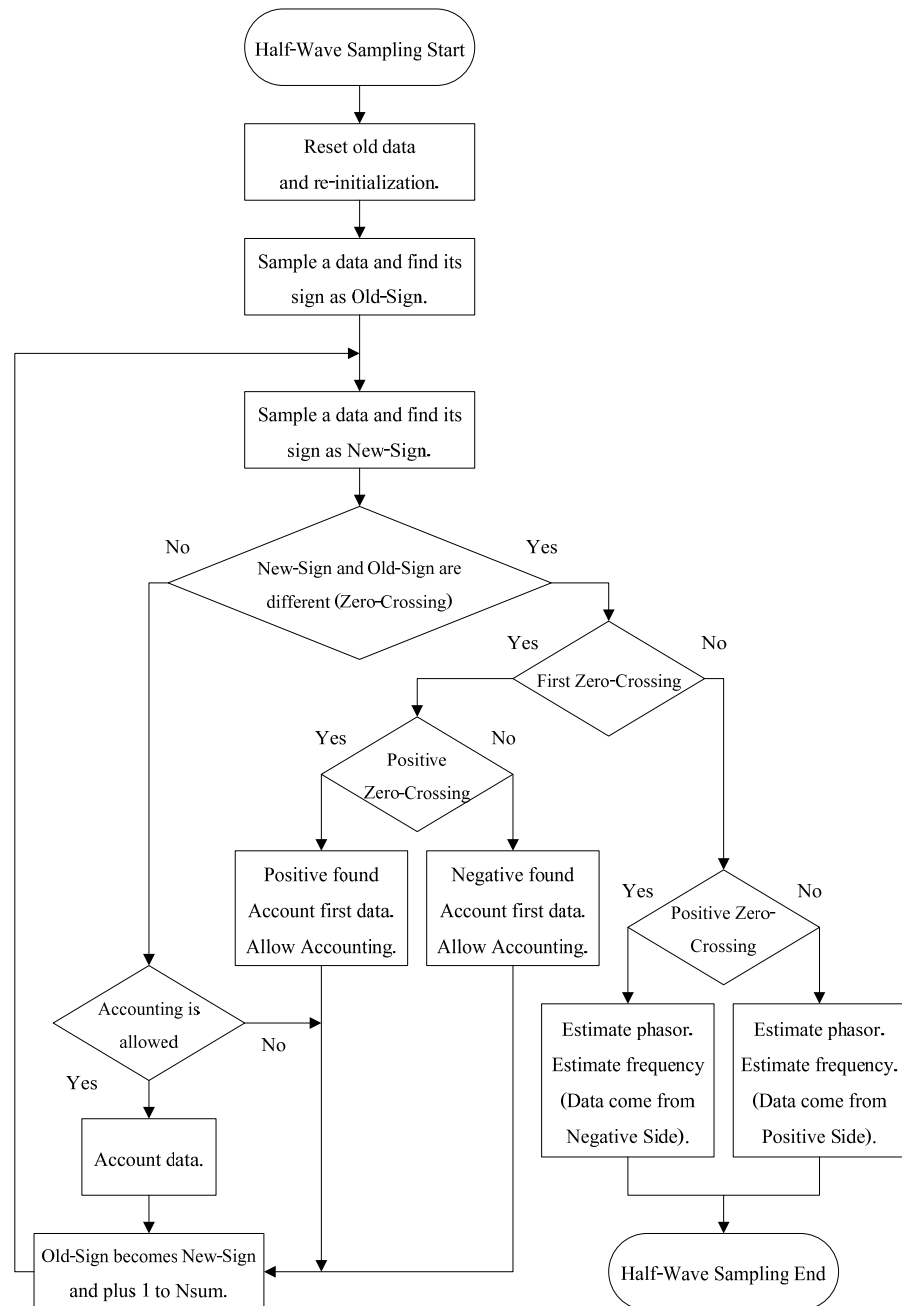 Half-Wave Sampling Start
Reset old data
and re-initialization.
Sample a data and find its
sign as Old-Sign.
Sample a data and find its
sign as New-Sign.
No
Yes
New-Sign and Old-Sign are
different (Zero-Crossing)
Yes
No
First Zero-Crossing
Yes
No
Positive
Zero-Crossing
Positive found
Account first data.
Allow Accounting.
Negative found
Account first data.
Allow Accounting.
Yes
No
Positive Zero-
Crossing
Accounting is
allowed
No
Yes
Estimate phasor.
Estimate frequency
(Data come from
Negative Side).
Estimate phasor.
Estimate frequency.
(Data come from
Positive Side).
Account data.
Old-Sign becomes New-Sign
and plus 1 to Nsum.
Half-Wave Sampling End